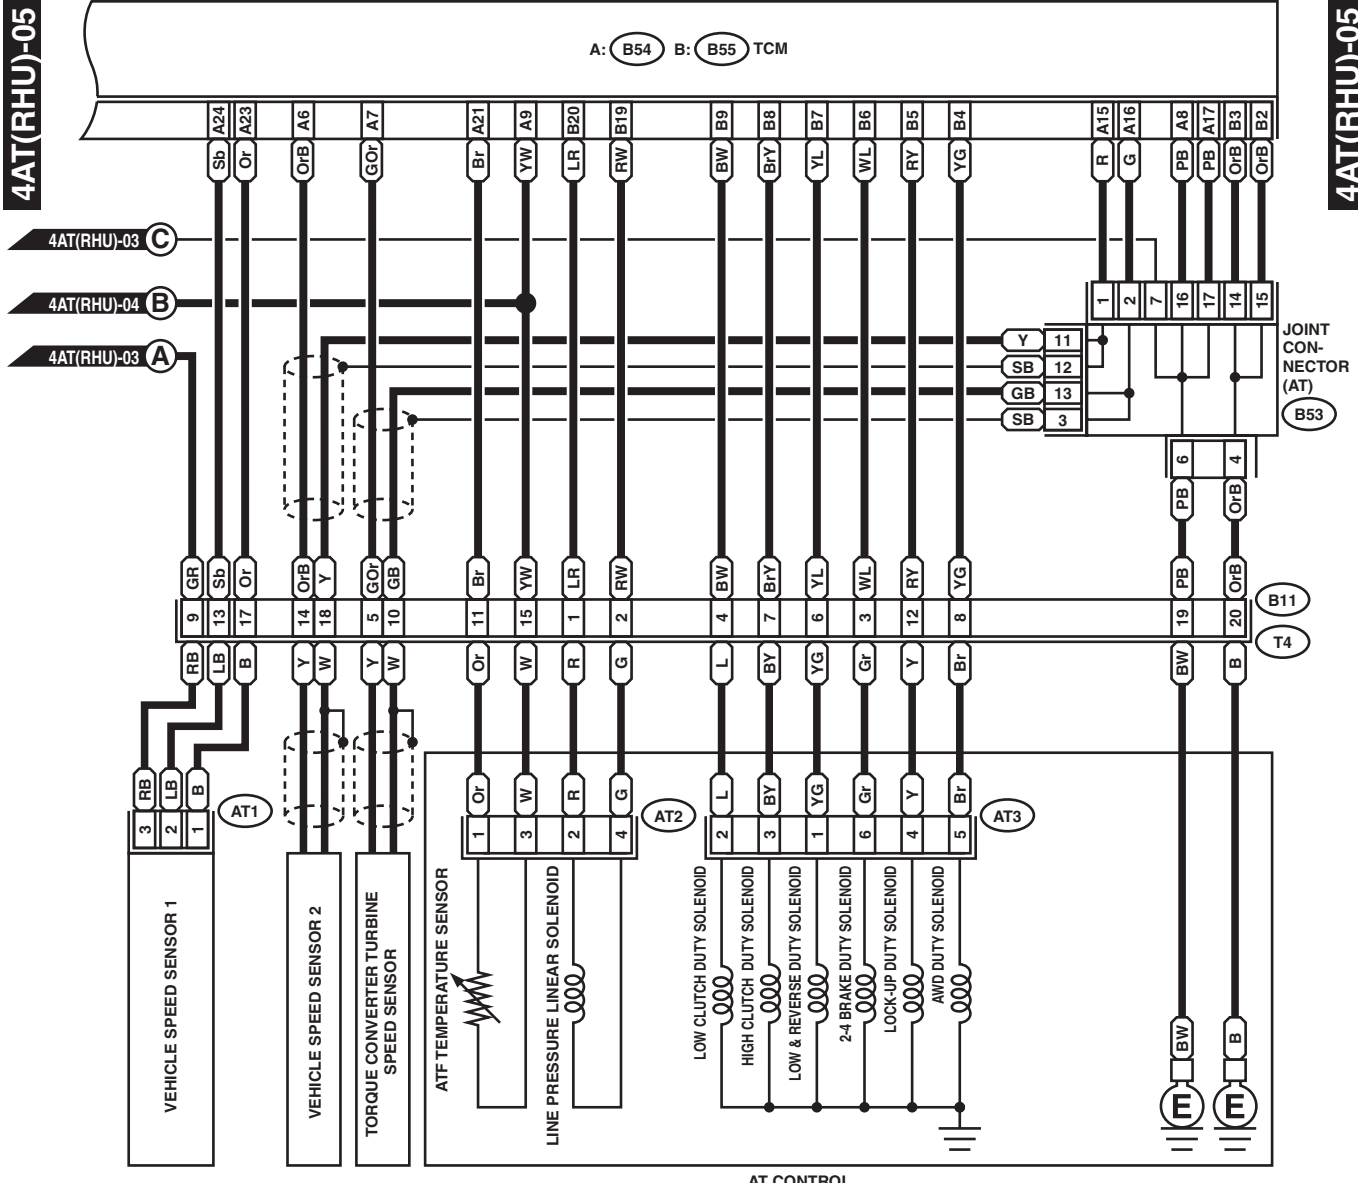 4AT(RHU)-05
4AT(RHU)-05
A: B54 B: B55 TCM
A24 A23 A6 A7 A21 A9 B20 B19 B9 B8 B7 B6 B5 B4 A15 A16 A8 A17 B3 B2
Sb Or OrB GOr Br YW LR RW BW BrY YL WL RY YG R G PB PB OrB OrB
4AT(RHU)-03 C
4AT(RHU)-04 B
4AT(RHU)-03 A
1 2 7 16 17 14 15
Y 11
SB 12
GB 13
SB 3
JOINT
CON-
NECTOR
(AT)
B53
6 4
PB OrB
GR Sb Or OrB Y GOr GB Br YW LR RW BW BrY YL WL RY YG PB OrB
9 13 17 14 18 5 10 11 15 1 2 4 7 6 3 12 8 19 20
B11
T4
RB LB B Y W Y W Or W R G L BY YG Gr Y Br BW B
RB LB B
3 2 1
AT1
Or W R G
1 3 2 4
AT2
L BY YG Gr Y Br
2 3 1 6 4 5
AT3
VEHICLE SPEED SENSOR 1
VEHICLE SPEED SENSOR 2
TORQUE CONVERTER TURBINE
SPEED SENSOR
ATF TEMPERATURE SENSOR
LINE PRESSURE LINEAR SOLENOID
LOW CLUTCH DUTY SOLENOID
HIGH CLUTCH DUTY SOLENOID
LOW & REVERSE DUTY SOLENOID
2-4 BRAKE DUTY SOLENOID
LOCK-UP DUTY SOLENOID
AWD DUTY SOLENOID
BW B
E E
AT CONTROL